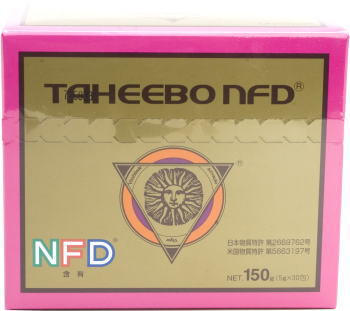 TAHEEBO NFD®
NFD®
含有
日本物質特許 第2669762号
米国物質特許 第5663197号
NET.150g(5g×30包)